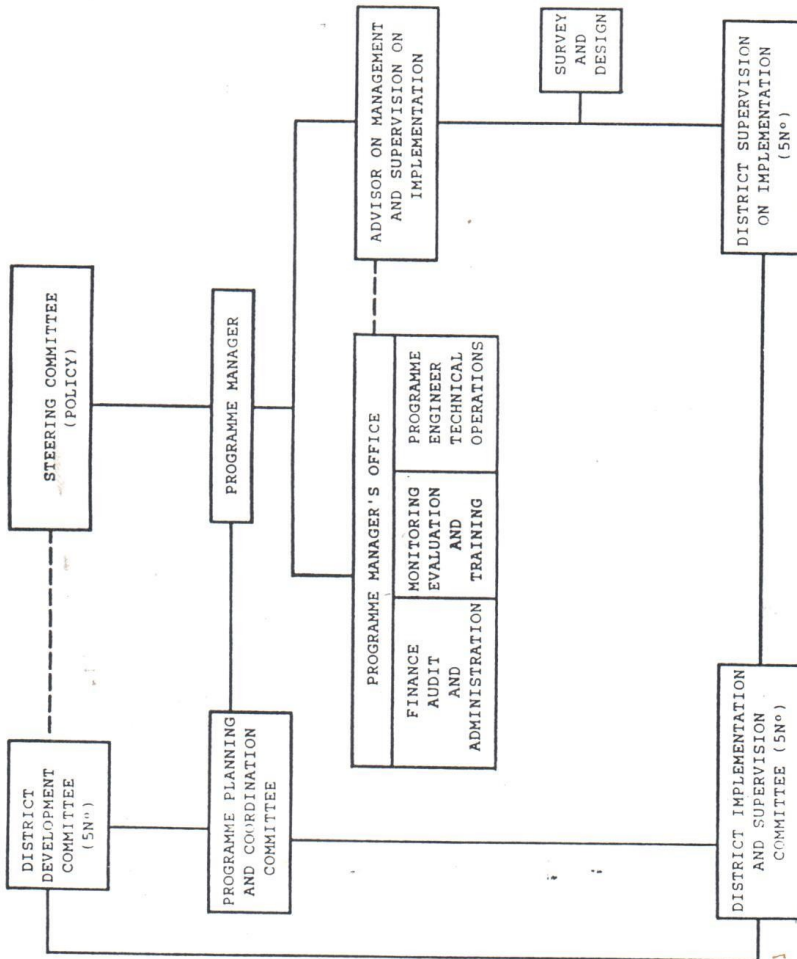 DISTRICT
DEVELOPMENT
COMMITTEE
(5Nº)
STEERING COMMITTEE
(POLICY)
PROGRAMME PLANNING
AND COORDINATION
COMMITTEE
PROGRAMME MANAGER
PROGRAMME MANAGER'S OFFICE
FINANCE
AUDIT
AND
ADMINISTRATION
MONITORING
EVALUATION
AND
TRAINING
PROGRAMME
ENGINEER
TECHNICAL
OPERATIONS
ADVISOR ON MANAGEMENT
AND SUPERVISION ON
IMPLEMENTATION
SURVEY
AND
DESIGN
DISTRICT IMPLEMENTATION
AND SUPERVISION
COMMITTEE (5Nº)
DISTRICT SUPERVISION
ON IMPLEMENTATION
(5Nº)